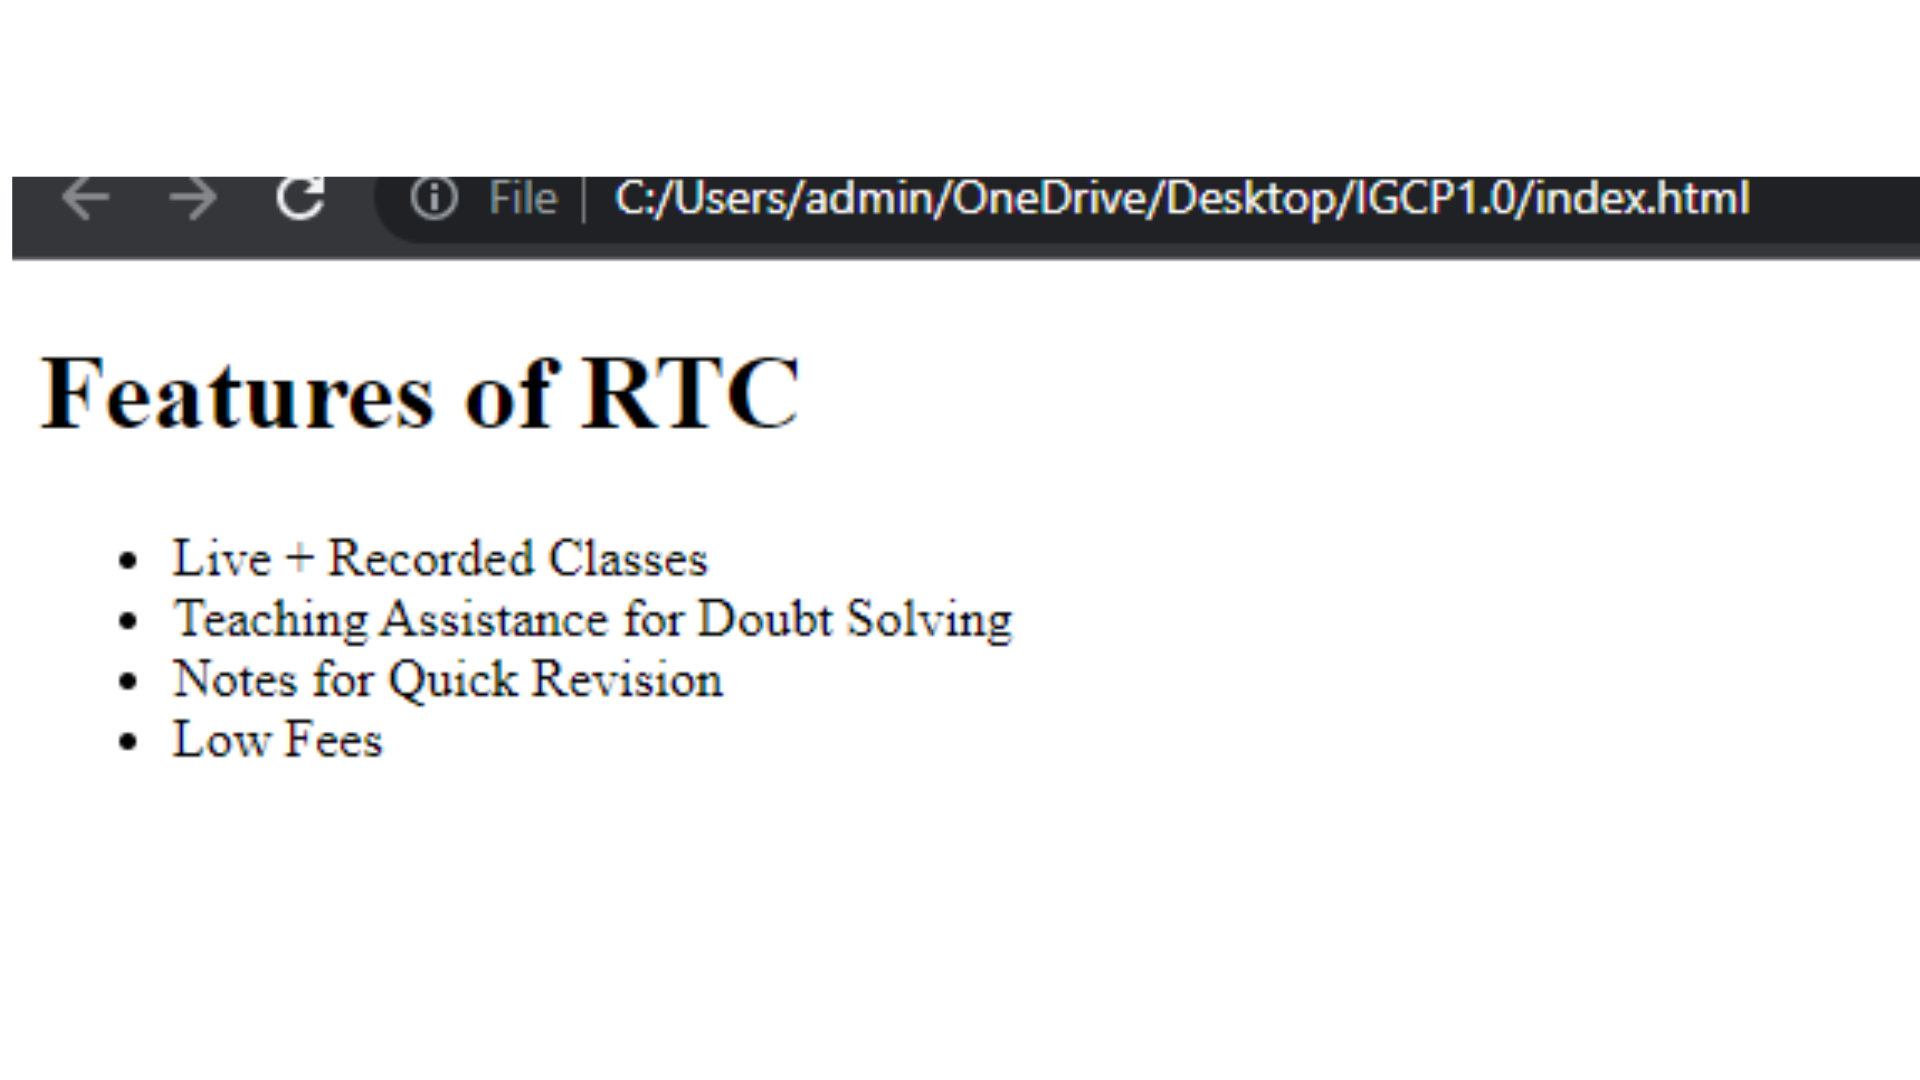 File | C:/Users/admin/OneDrive/Desktop/IGCP1.0/index.html
Features of RTC
• Live + Recorded Classes
• Teaching Assistance for Doubt Solving
• Notes for Quick Revision
• Low Fees